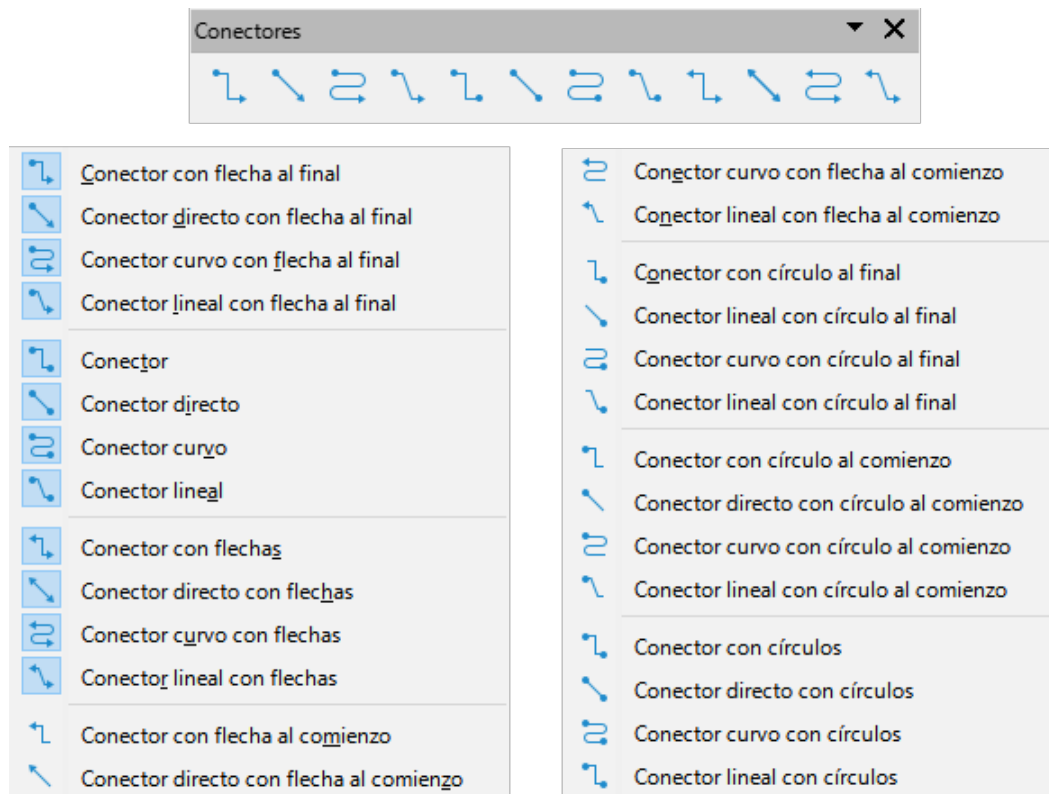 Conectores
Conector con flecha al final
Conector directo con flecha al final
Conector curvo con flecha al final
Conector lineal con flecha al final
Conector
Conector directo
Conector curvo
Conector lineal
Conector con flechas
Conector directo con flechas
Conector curvo con flechas
Conector lineal con flechas
Conector con flecha al comienzo
Conector directo con flecha al comienzo
Conector curvo con flecha al comienzo
Conector lineal con flecha al comienzo
Conector con círculo al final
Conector lineal con círculo al final
Conector curvo con círculo al final
Conector lineal con círculo al final
Conector con círculo al comienzo
Conector directo con círculo al comienzo
Conector curvo con círculo al comienzo
Conector lineal con círculo al comienzo
Conector con círculos
Conector directo con círculos
Conector curvo con círculos
Conector lineal con círculos